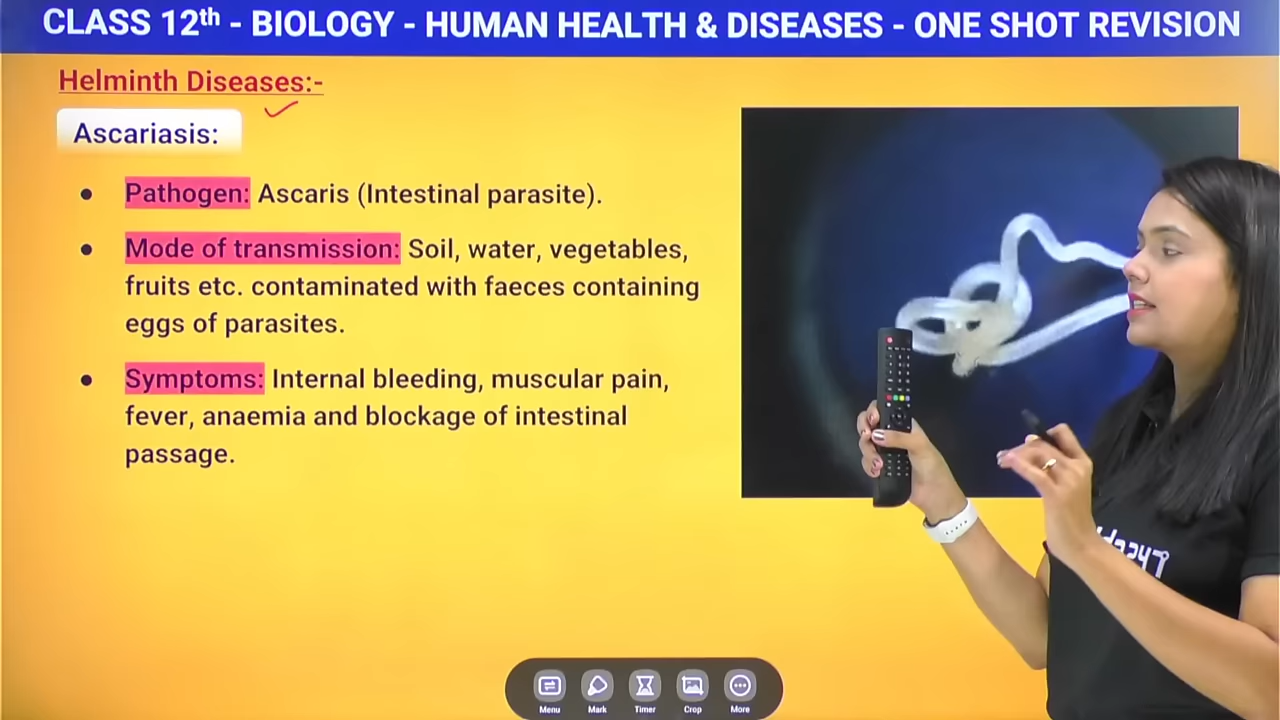 CLASS 12th - BIOLOGY - HUMAN HEALTH & DISEASES - ONE SHOT REVISION
Helminth Diseases:-
Ascariasis:
● Pathogen: Ascaris (Intestinal parasite).
● Mode of transmission: Soil, water, vegetables,
fruits etc. contaminated with faeces containing
eggs of parasites.
● Symptoms: Internal bleeding, muscular pain,
fever, anaemia and blockage of intestinal
passage.
Menu Mark Timer Crop More